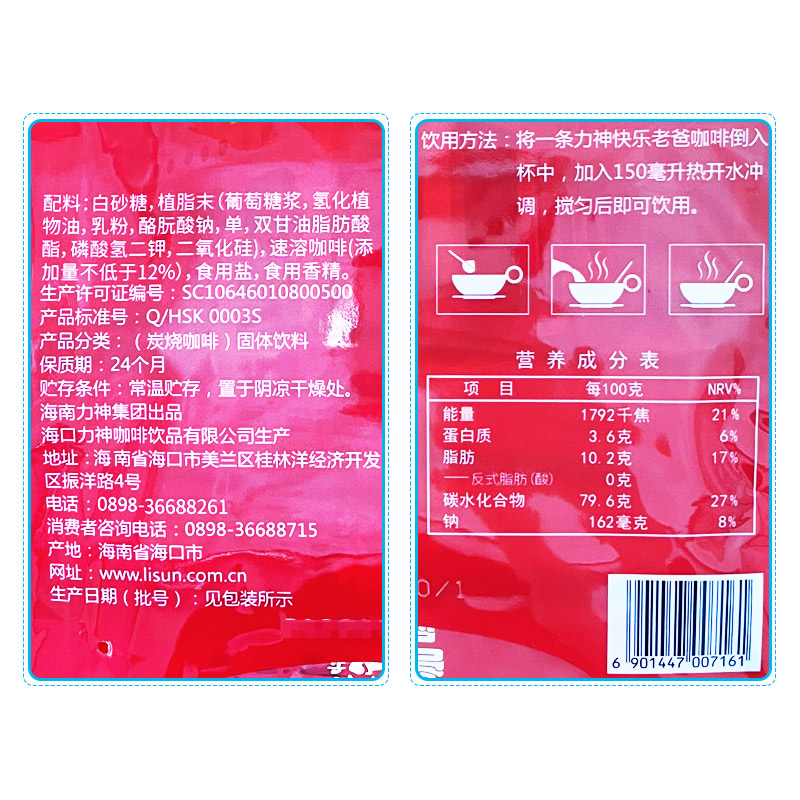 配料:白砂糖,植脂末(葡萄糖浆,氢化植
物油,乳粉,酪朊酸钠,单,双甘油脂肪酸
酯,磷酸氢二钾,二氧化硅),速溶咖啡(添
加量不低于12%),食用盐,食用香精。
生产许可证编号:SC10646010800500
产品标准号:Q/HSK 0003S
产品分类:(炭烧咖啡)固体饮料
保质期:24个月
贮存条件:常温贮存,置于阴凉干燥处。
海南力神集团出品
海口力神咖啡饮品有限公司生产
地址:海南省海口市美兰区桂林洋经济开发
区振洋路4号
电话:0898-36688261
消费者咨询电话:0898-36688715
产地:海南省海口市
网址:www.lisun.com.cn
生产日期(批号):见包装所示
饮用方法:将一条力神快乐老爸咖啡倒入
杯中,加入150毫升热开水冲
调,搅匀后即可饮用。
营养成分表
项 目 每100克 NRV%
能量 1792千焦 21%
蛋白质 3.6克 6%
脂肪 10.2克 17%
——反式脂肪(酸) 0克
碳水化合物 79.6克 27%
钠 162毫克 8%
0/1
6 901447 007161